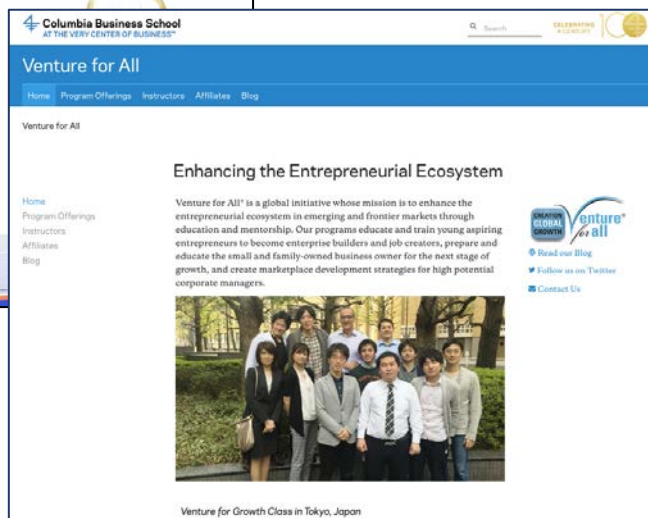 Columbia Business School
AT THE VERY CENTER OF BUSINESS™
Search
CELEBRATING
Venture for All
Home Program Offerings Instructors Affiliates Blog
Venture for All
Enhancing the Entrepreneurial Ecosystem
Home
Program Offerings
Instructors
Affiliates
Blog
Venture for All® is a global initiative whose mission is to enhance the
entrepreneurial ecosystem in emerging and frontier markets through
education and mentorship. Our programs educate and train young aspiring
entrepreneurs to become enterprise builders and job creators, prepare and
educate the small and family-owned business owner for the next stage of
growth, and create marketplace development strategies for high potential
corporate managers.
CREATION
GLOBAL
GROWTH
Venture®
for all
Read our Blog
Follow us on Twitter
Contact Us
Venture for Growth Class in Tokyo, Japan